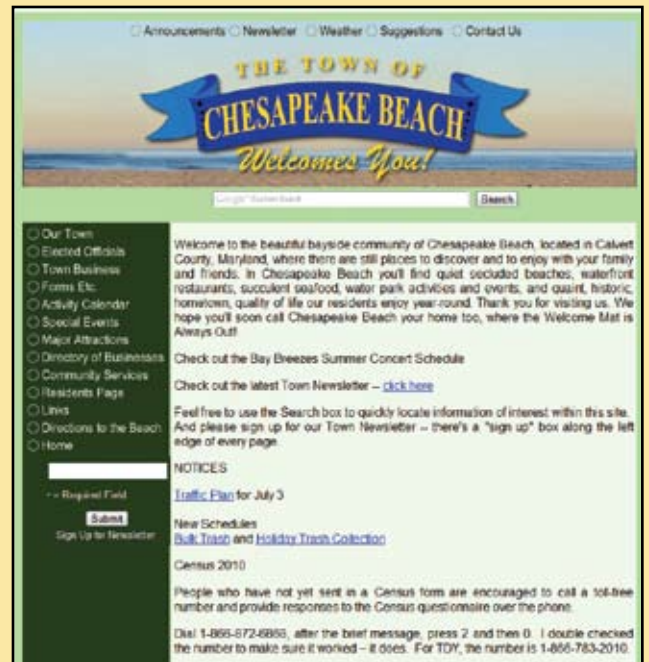 Announcements Newsletter Weather Suggestions Contact Us
THE TOWN OF
CHESAPEAKE BEACH
Welcomes You!
Search
Our Town
Elected Officials
Town Business
Forms Etc.
Activity Calendar
Special Events
Major Attractions
Directory of Businesses
Community Services
Residents Page
Links
Directions to the Beach
Home
* = Required Field
Submit
Sign Up for Newsletter
Welcome to the beautiful bayside community of Chesapeake Beach, located in Calvert
County, Maryland, where there are still places to discover and to enjoy with your family
and friends. In Chesapeake Beach you'll find quiet secluded beaches, waterfront
restaurants, succulent seafood, water park activities and events, and quaint, historic,
hometown, quality of life our residents enjoy year-round. Thank you for visiting us. We
hope you'll soon call Chesapeake Beach your home too, where the Welcome Mat is
Always Out!
Check out the Bay Breezes Summer Concert Schedule
Check out the latest Town Newsletter – click here
Feel free to use the Search box to quickly locate information of interest within this site.
And please sign up for our Town Newsletter – there's a "sign up" box along the left
edge of every page.
NOTICES
Traffic Plan for July 3
New Schedules
Bulk Trash and Holiday Trash Collection
Census 2010
People who have not yet sent in a Census form are encouraged to call a toll-free
number and provide responses to the Census questionnaire over the phone.
Dial 1-866-872-6868, after the brief message, press 2 and then 0. I double checked
the number to make sure it worked – it does. For TDY, the number is 1-866-783-2010.